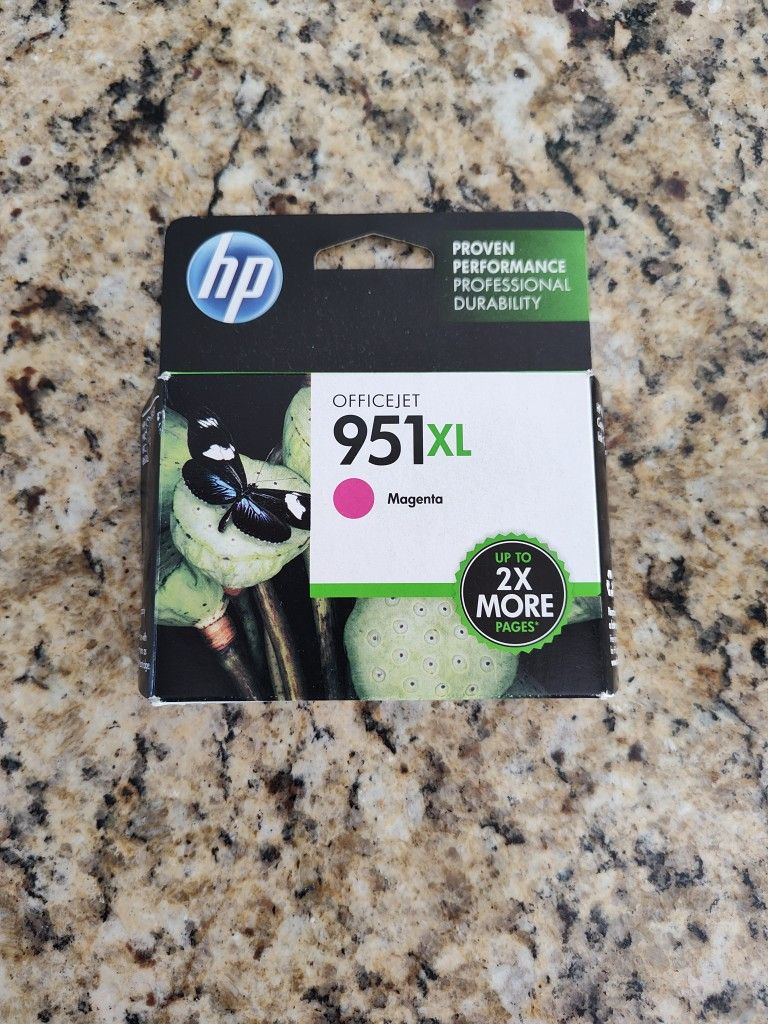 hp
PROVEN
PERFORMANCE
PROFESSIONAL
DURABILITY
OFFICEJET
951XL
Magenta
UP TO
2X
MORE
PAGES*